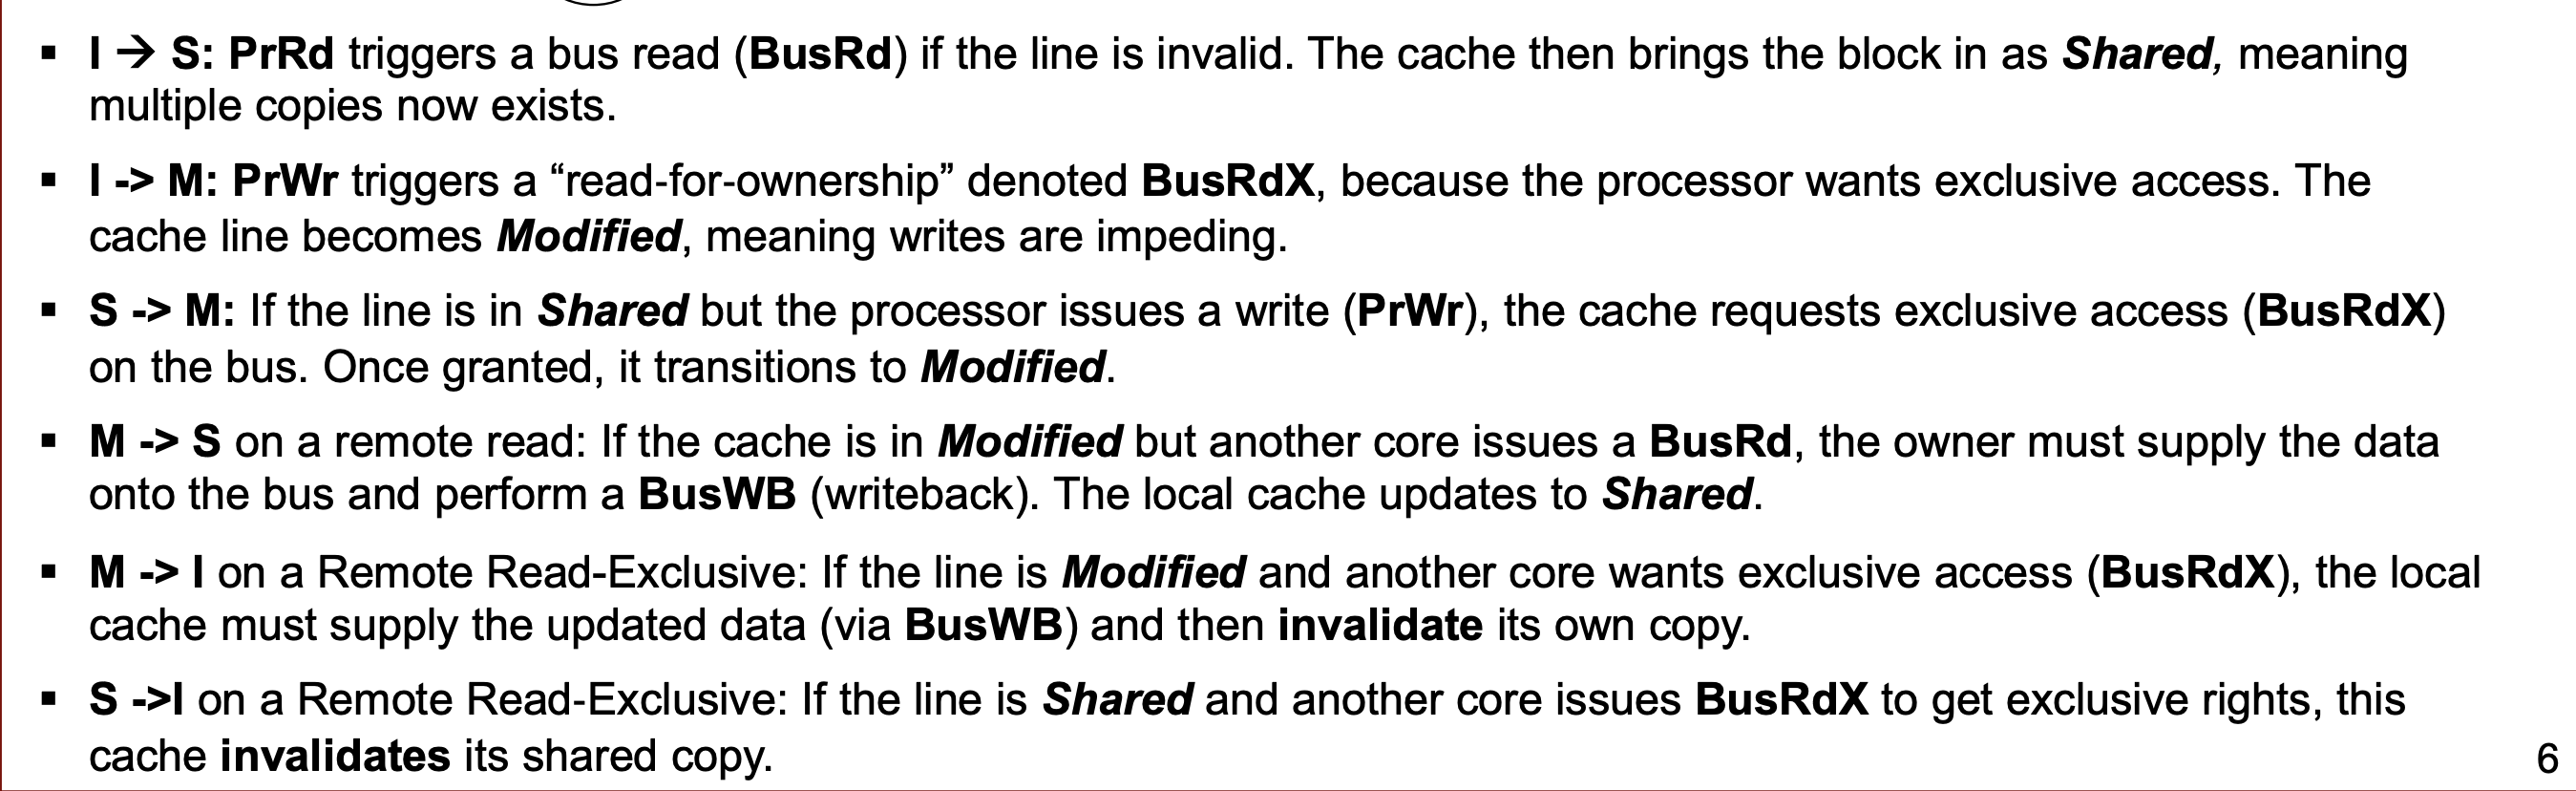 ▪ I → S: PrRd triggers a bus read (BusRd) if the line is invalid. The cache then brings the block in as Shared, meaning
multiple copies now exists.
▪ I -> M: PrWr triggers a “read-for-ownership” denoted BusRdX, because the processor wants exclusive access. The
cache line becomes Modified, meaning writes are impeding.
▪ S -> M: If the line is in Shared but the processor issues a write (PrWr), the cache requests exclusive access (BusRdX)
on the bus. Once granted, it transitions to Modified.
▪ M -> S on a remote read: If the cache is in Modified but another core issues a BusRd, the owner must supply the data
onto the bus and perform a BusWB (writeback). The local cache updates to Shared.
▪ M -> I on a Remote Read-Exclusive: If the line is Modified and another core wants exclusive access (BusRdX), the local
cache must supply the updated data (via BusWB) and then invalidate its own copy.
▪ S ->I on a Remote Read-Exclusive: If the line is Shared and another core issues BusRdX to get exclusive rights, this
cache invalidates its shared copy.
6